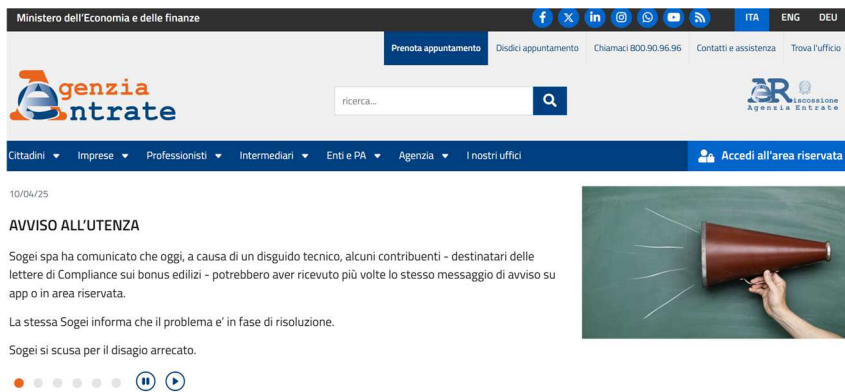 Ministero dell'Economia e delle finanze
ITA ENG DEU
Prenota appuntamento Disdici appuntamento Chiamaci 800.90.96.96 Contatti e assistenza Trova l'ufficio
Agenzia
Entrate
ricerca...
AER iscossione
Agenzia Entrate
Cittadini Imprese Professionisti Intermediari Enti e PA Agenzia I nostri uffici Accedi all'area riservata
10/04/25
AVVISO ALL'UTENZA
Sogei spa ha comunicato che oggi, a causa di un disguido tecnico, alcuni contribuenti - destinatari delle
lettere di Compliance sui bonus edilizi - potrebbero aver ricevuto più volte lo stesso messaggio di avviso su
app o in area riservata.
La stessa Sogei informa che il problema e' in fase di risoluzione.
Sogei si scusa per il disagio arrecato.